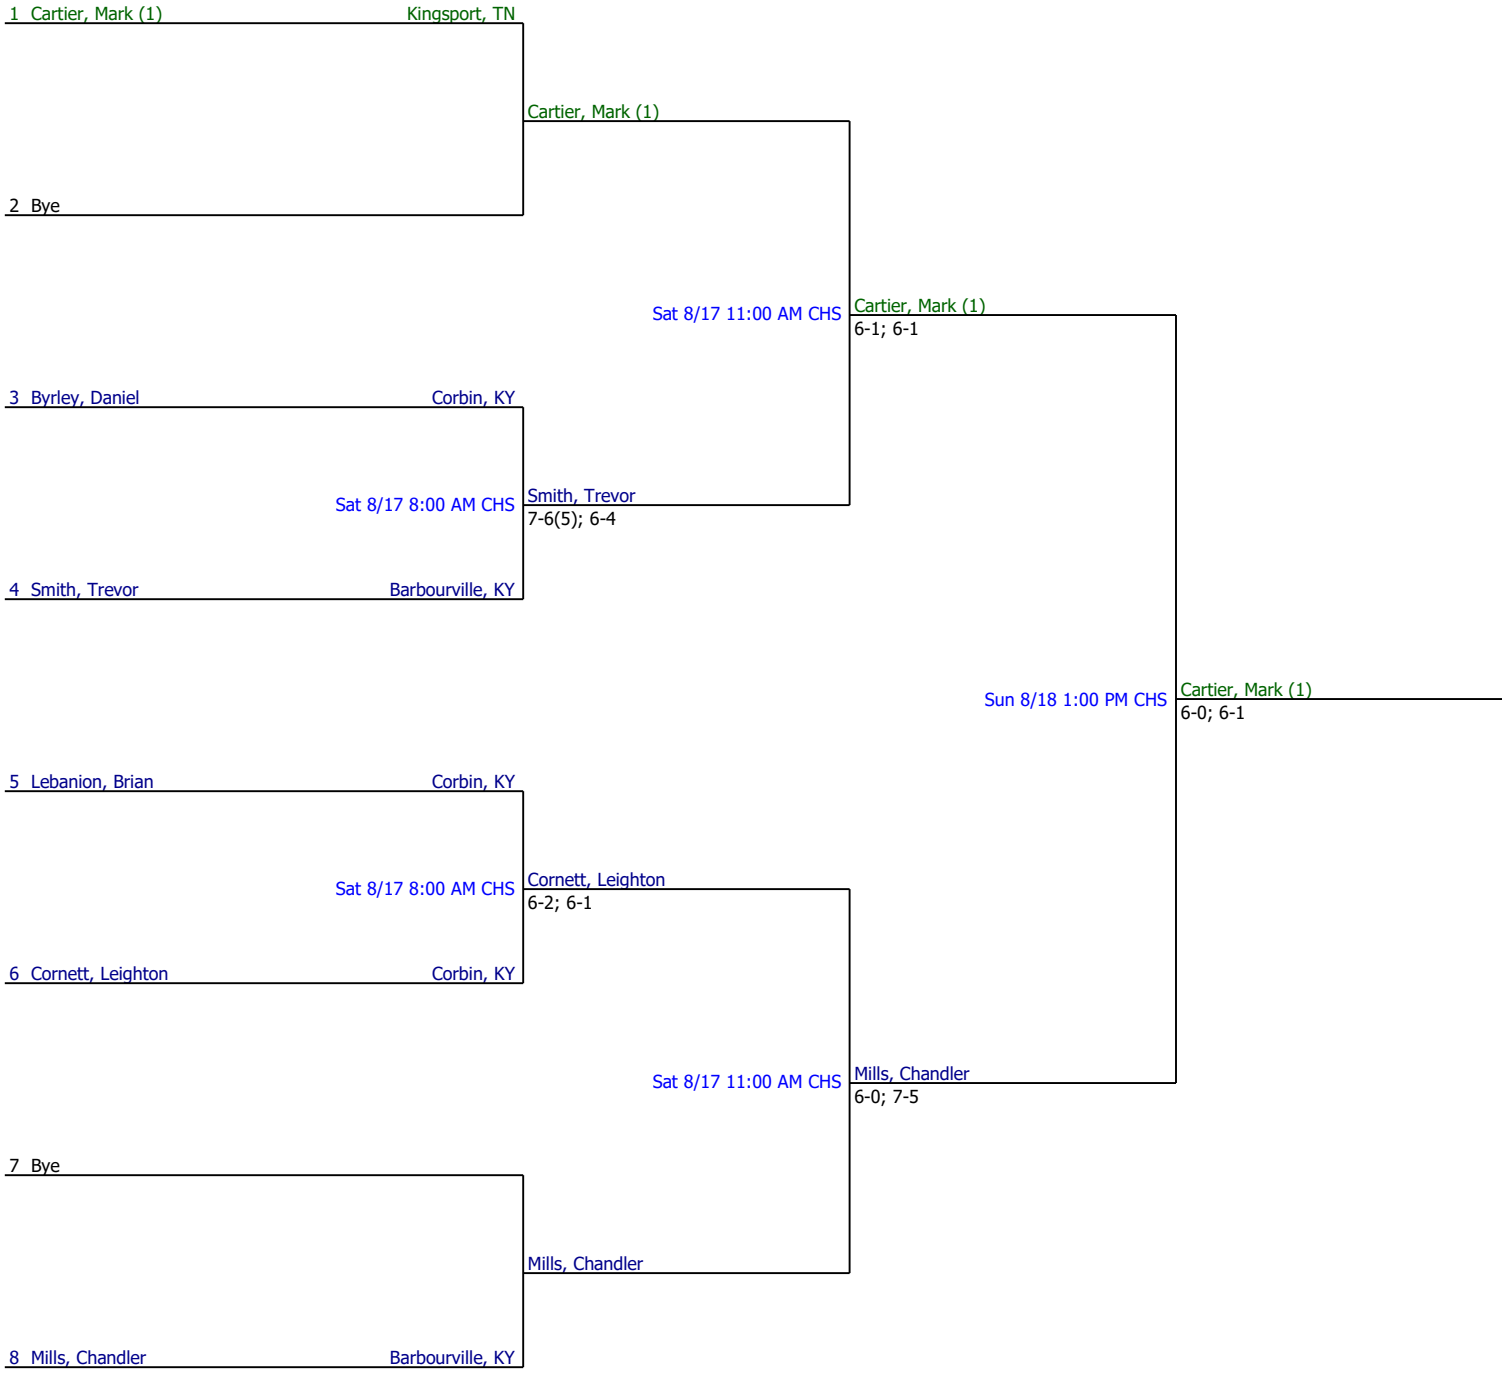 1 Cartier, Mark (1) Kingsport, TN
Cartier, Mark (1)
2 Bye
Sat 8/17 11:00 AM CHS Cartier, Mark (1)
6-1; 6-1
3 Byrley, Daniel Corbin, KY
Sat 8/17 8:00 AM CHS Smith, Trevor
7-6(5); 6-4
4 Smith, Trevor Barbourville, KY
Sun 8/18 1:00 PM CHS Cartier, Mark (1)
6-0; 6-1
5 Lebanion, Brian Corbin, KY
Sat 8/17 8:00 AM CHS Cornett, Leighton
6-2; 6-1
6 Cornett, Leighton Corbin, KY
Sat 8/17 11:00 AM CHS Mills, Chandler
6-0; 7-5
7 Bye
Mills, Chandler
8 Mills, Chandler Barbourville, KY